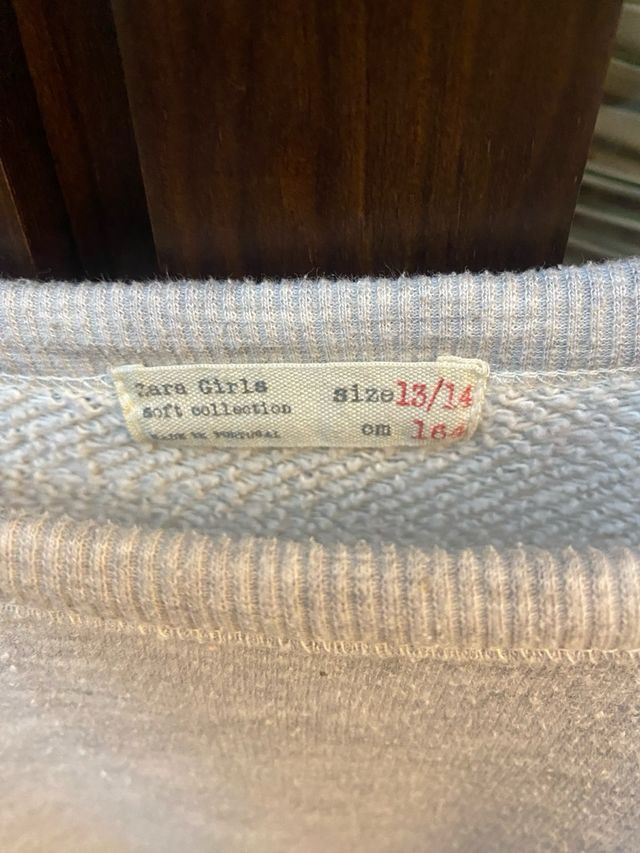 Zara Girls size 13/14
soft collection
MADE IN PORTUGAL cm 164